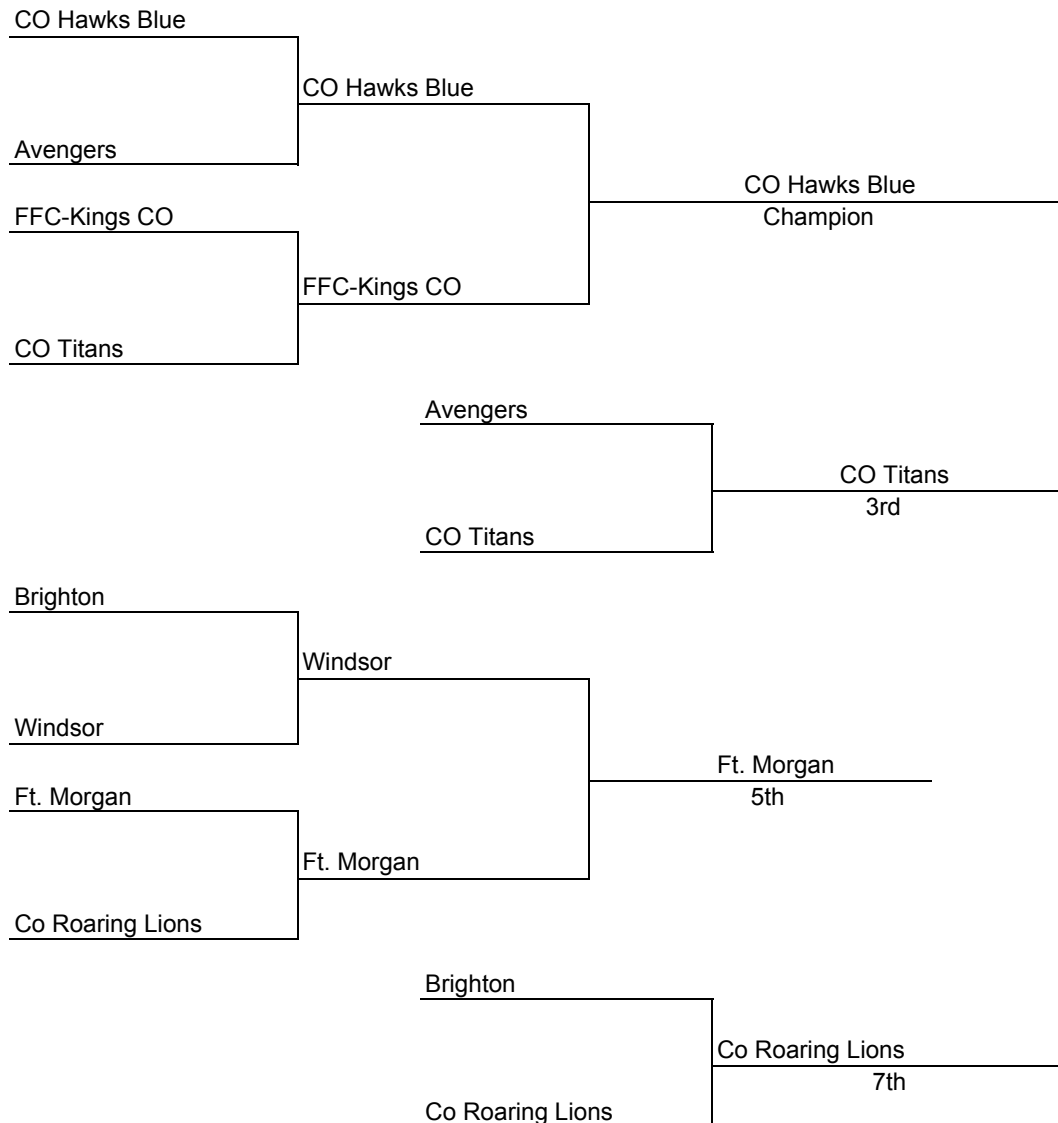 CO Hawks Blue
CO Hawks Blue
Avengers
CO Hawks Blue
Champion
FFC-Kings CO
FFC-Kings CO
CO Titans
Avengers
CO Titans
3rd
CO Titans
Brighton
Windsor
Windsor
Ft. Morgan
5th
Ft. Morgan
Ft. Morgan
Co Roaring Lions
Brighton
Co Roaring Lions
7th
Co Roaring Lions